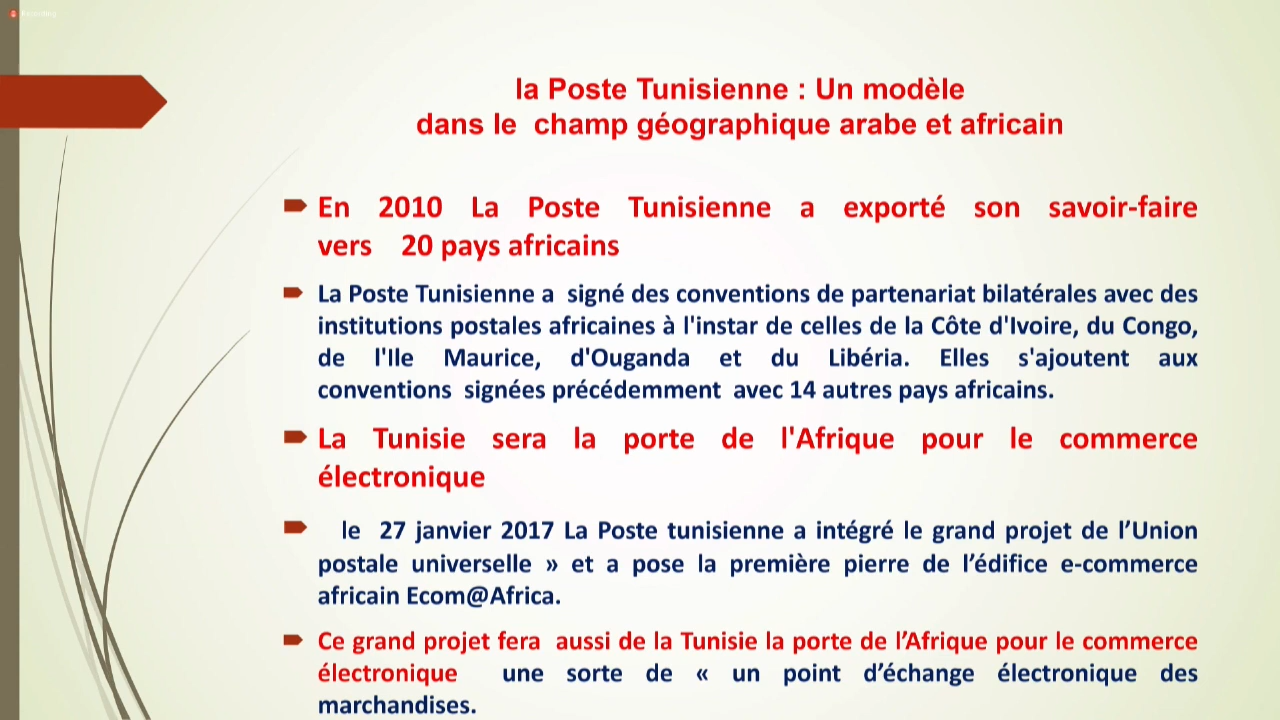 Recording
la Poste Tunisienne : Un modèle
dans le champ géographique arabe et africain
En 2010 La Poste Tunisienne a exporté son savoir-faire
vers 20 pays africains
La Poste Tunisienne a signé des conventions de partenariat bilatérales avec des
institutions postales africaines à l'instar de celles de la Côte d'Ivoire, du Congo,
de l'Ile Maurice, d'Ouganda et du Libéria. Elles s'ajoutent aux
conventions signées précédemment avec 14 autres pays africains.
La Tunisie sera la porte de l'Afrique pour le commerce
électronique
le 27 janvier 2017 La Poste tunisienne a intégré le grand projet de l’Union
postale universelle » et a pose la première pierre de l’édifice e-commerce
africain Ecom@Africa.
Ce grand projet fera aussi de la Tunisie la porte de l’Afrique pour le commerce
électronique une sorte de « un point d’échange électronique des
marchandises.